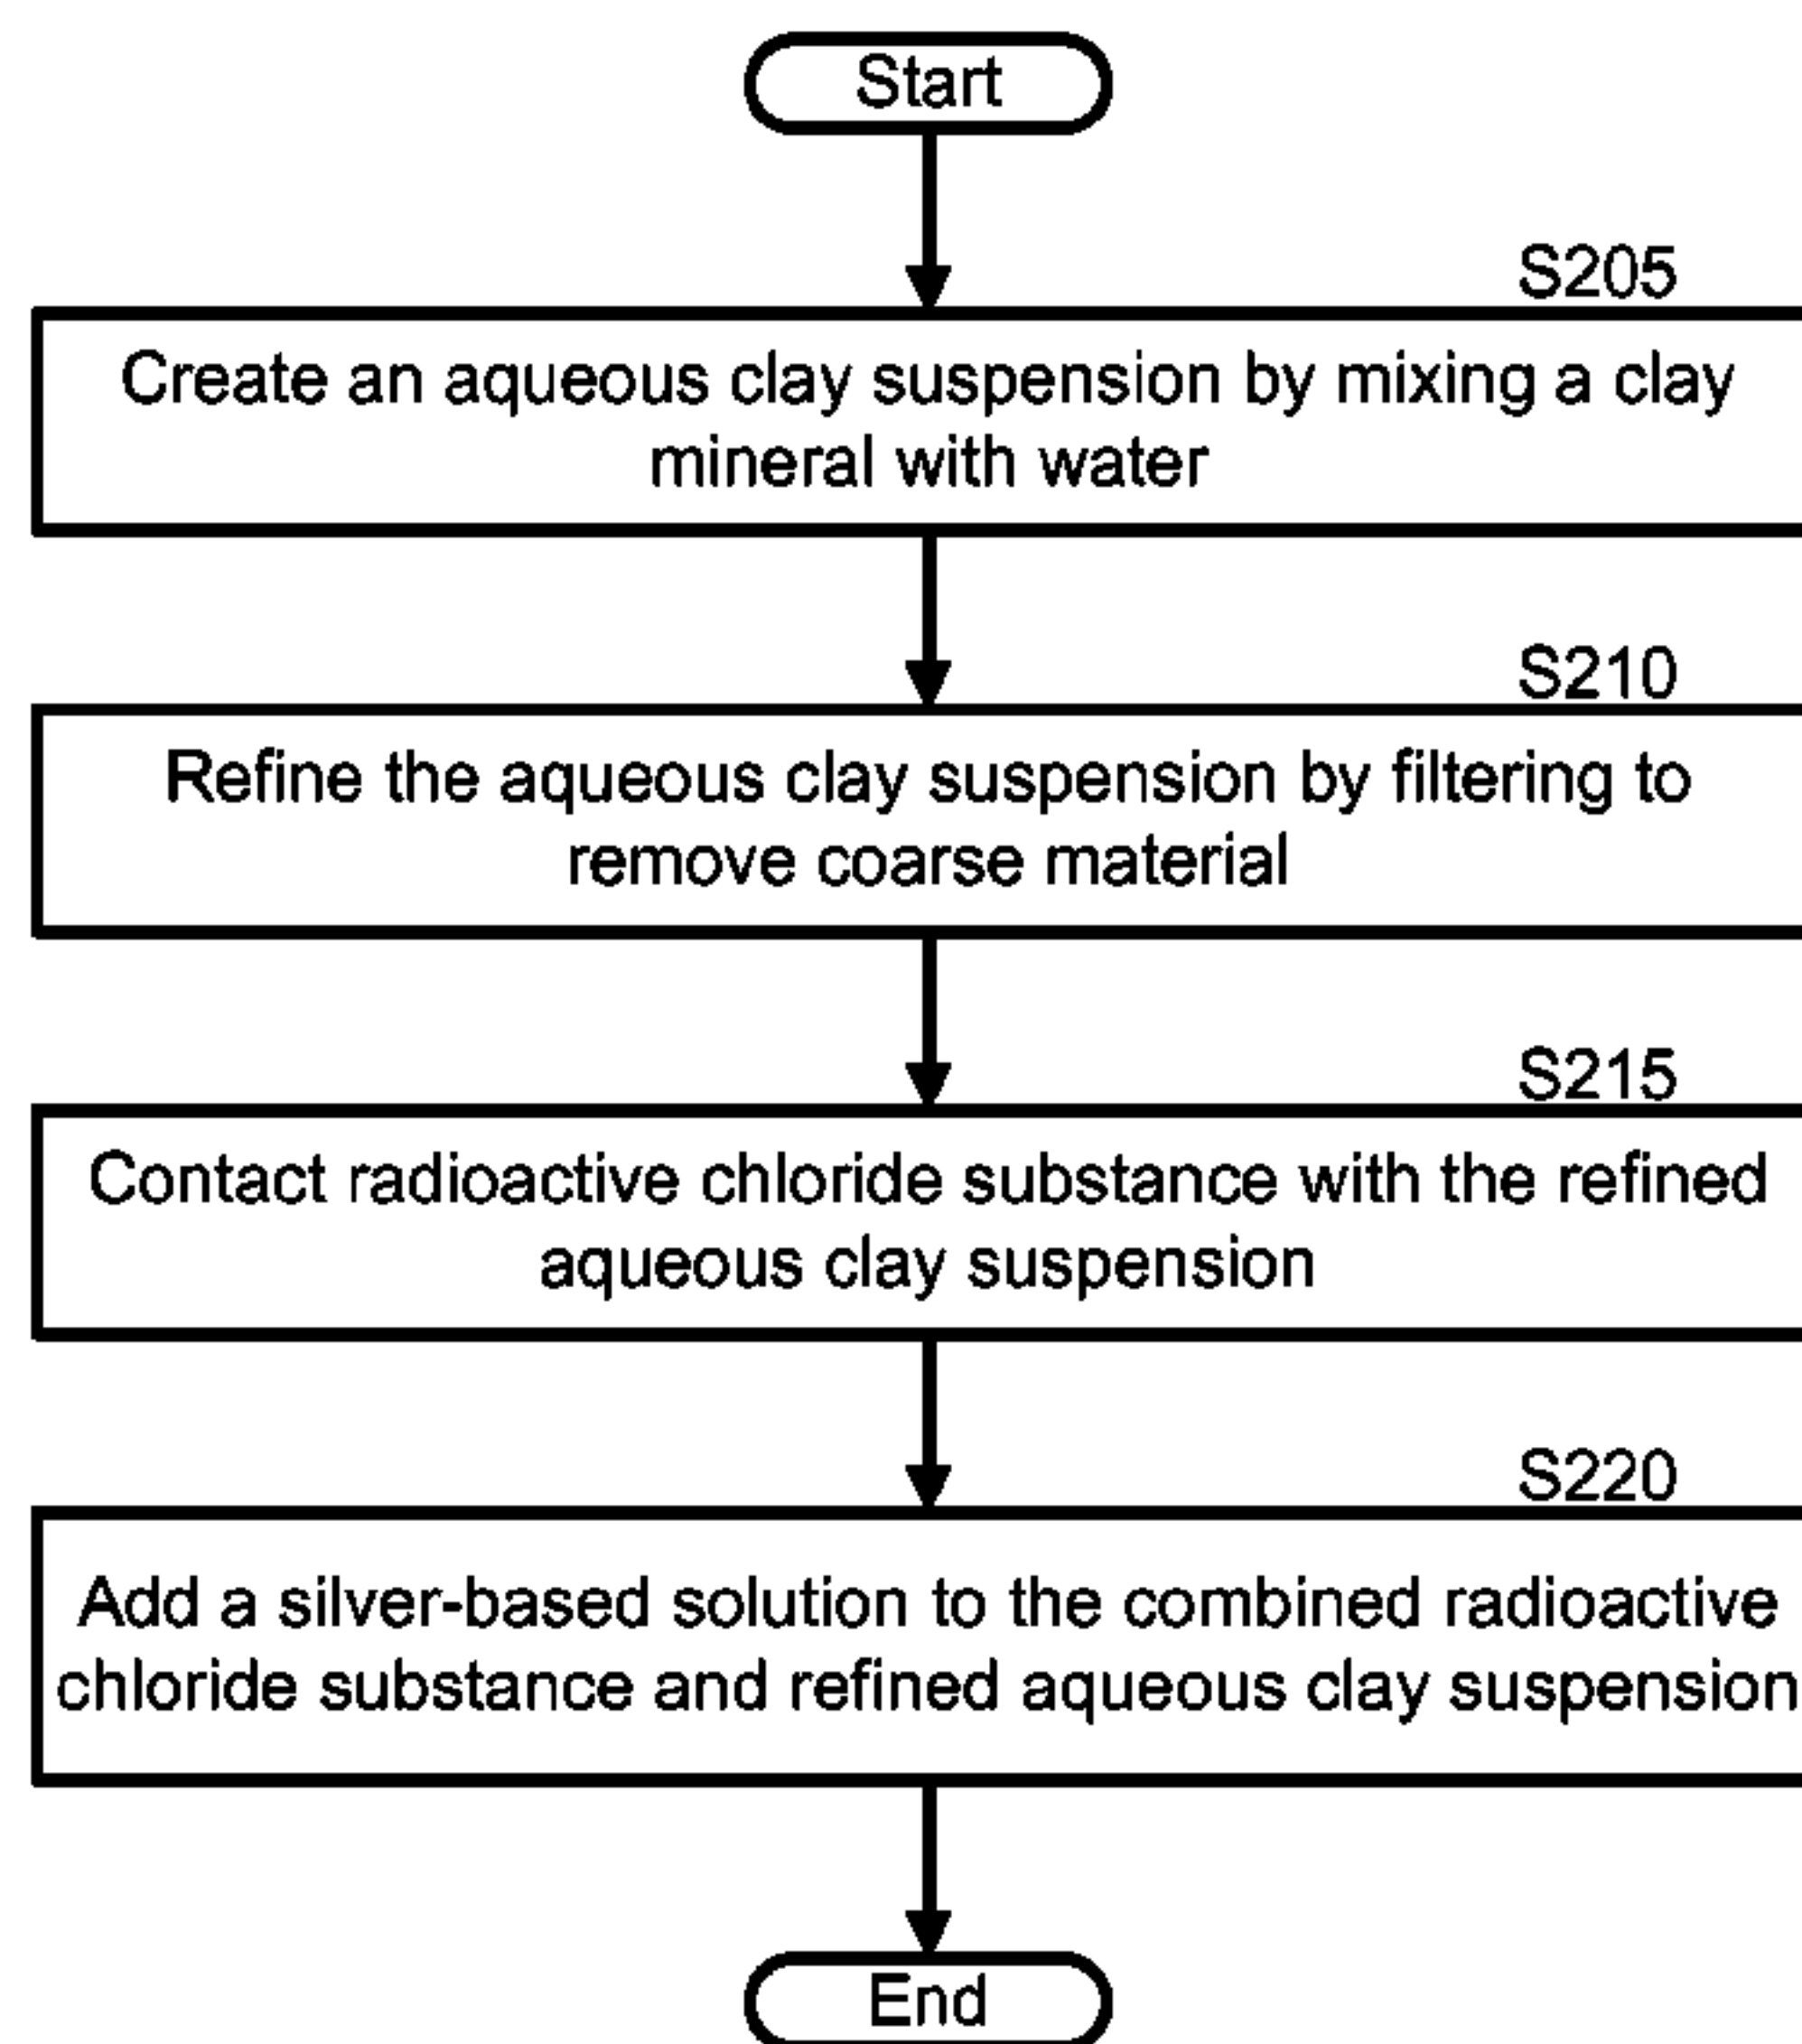 Start
S205
Create an aqueous clay suspension by mixing a clay
mineral with water
S210
Refine the aqueous clay suspension by filtering to
remove coarse material
S215
Contact radioactive chloride substance with the refined
aqueous clay suspension
S220
Add a silver-based solution to the combined radioactive
chloride substance and refined aqueous clay suspension
End